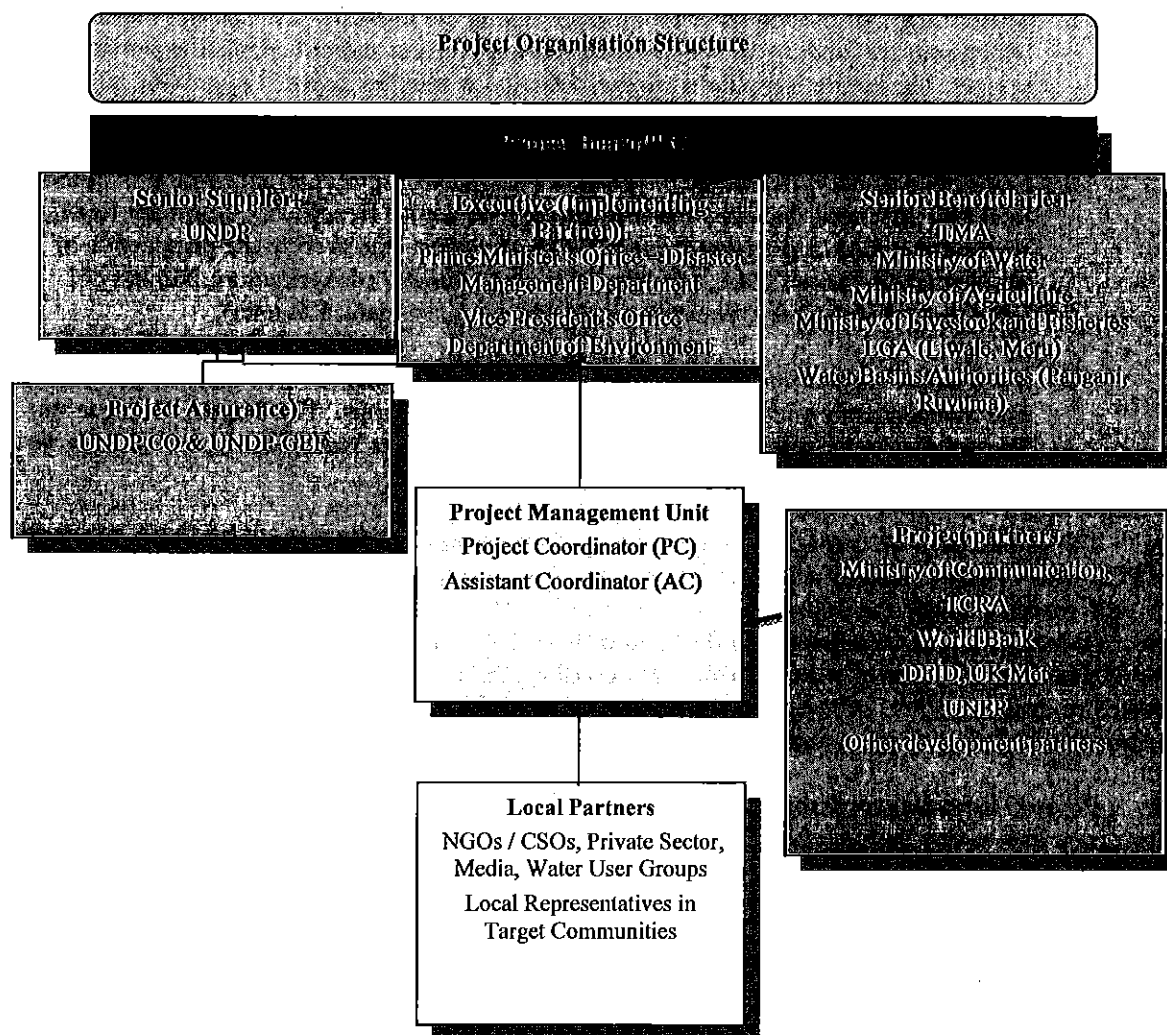 Project Organisation Structure
Senior Supplier
UNDP
Executive (Implementing
Partner)
Prime Minister's Office – Disaster
Management Department
Vice President's Office
Department of Environment
Senior Beneficiaries
TMA
Ministry of Water
Ministry of Agriculture
Ministry of Livestock and Fisheries
LGA (Liwale, Meru)
Water Basins Authorities (Pangani,
Ruvuma)
Project Assurance)
UNDP CO & UNDP GEF
Project Management Unit
Project Coordinator (PC)
Assistant Coordinator (AC)
Project partners
Ministry of Communication,
TCRA
World Bank
DFID, UK Met
UNEP
Other development partners
Local Partners
NGOs / CSOs, Private Sector,
Media, Water User Groups
Local Representatives in
Target Communities